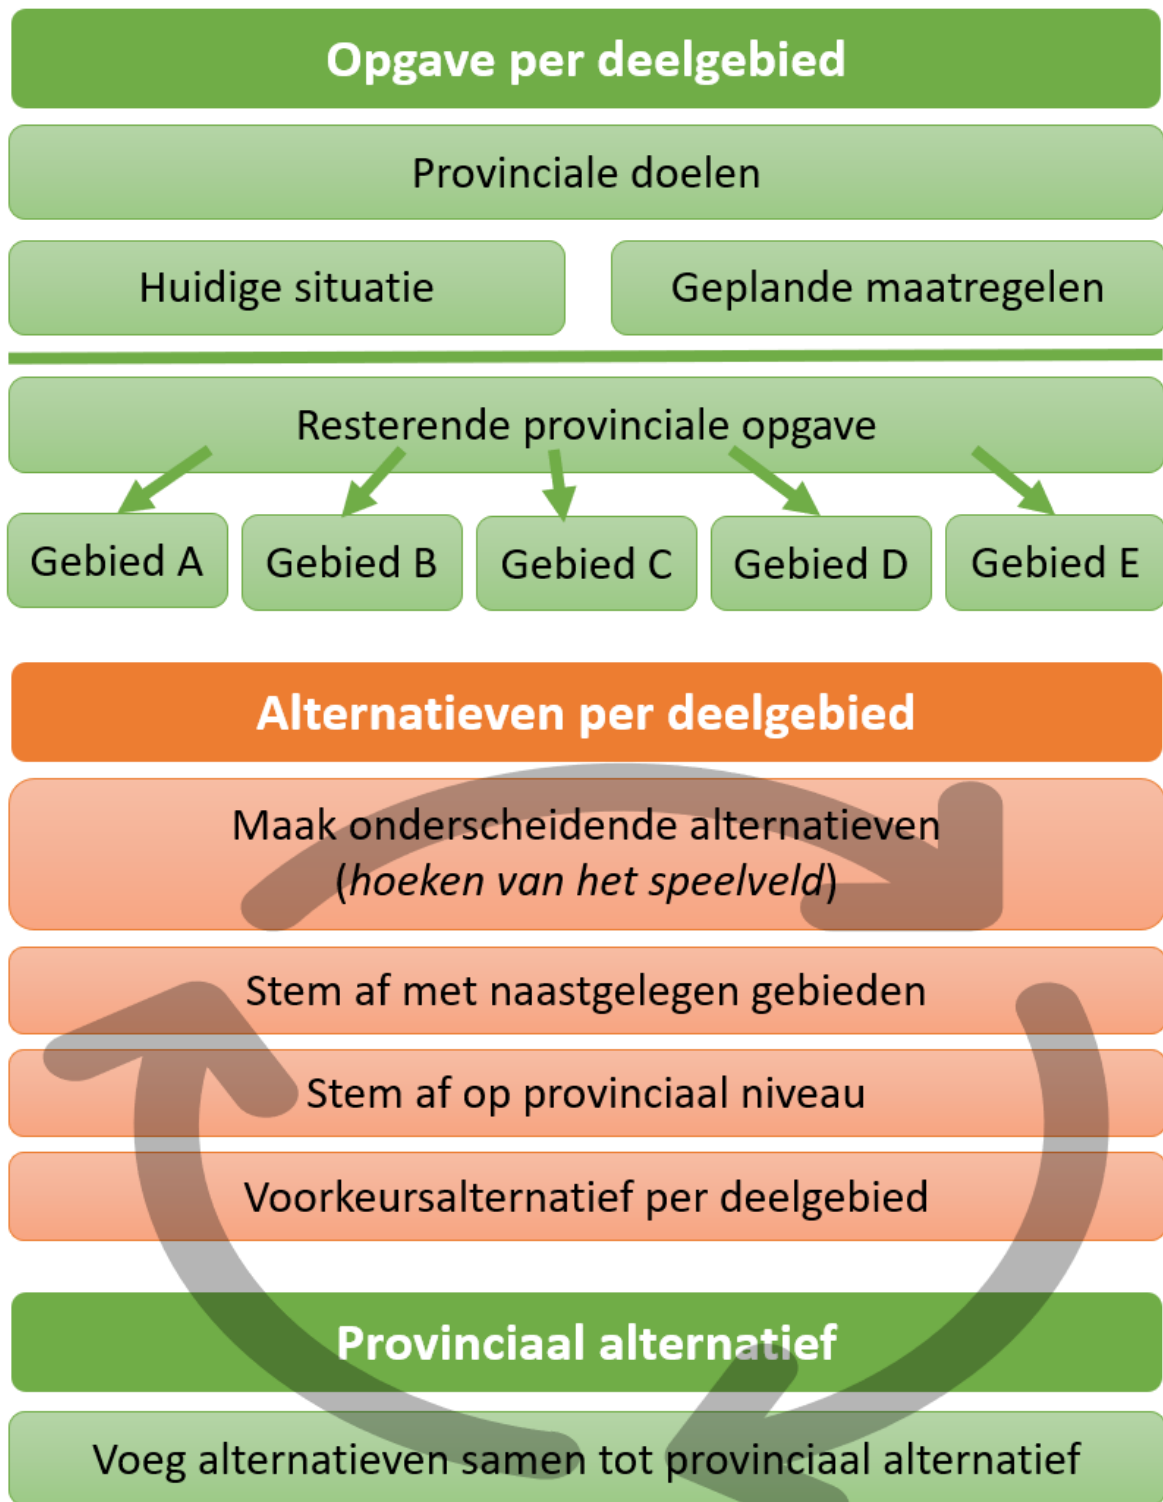 Opgave per deelgebied
Provinciale doelen
Huidige situatie
Geplande maatregelen
Resterende provinciale opgave
Gebied A
Gebied B
Gebied C
Gebied D
Gebied E
Alternatieven per deelgebied
Maak onderscheidende alternatieven
(hoeken van het speelveld)
Stem af met naastgelegen gebieden
Stem af op provinciaal niveau
Voorkeursalternatief per deelgebied
Provinciaal alternatief
Voeg alternatieven samen tot provinciaal alternatief